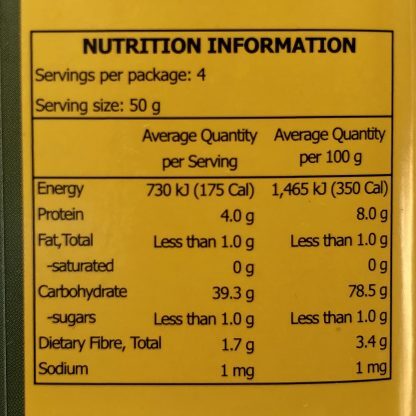 NUTRITION INFORMATION
Servings per package: 4
Serving size: 50 g
Average Quantity per Serving Average Quantity per 100 g
Energy 730 kJ (175 Cal) 1,465 kJ (350 Cal)
Protein 4.0 g 8.0 g
Fat,Total Less than 1.0 g Less than 1.0 g
-saturated 0 g 0 g
Carbohydrate 39.3 g 78.5 g
-sugars Less than 1.0 g Less than 1.0 g
Dietary Fibre, Total 1.7 g 3.4 g
Sodium 1 mg 1 mg